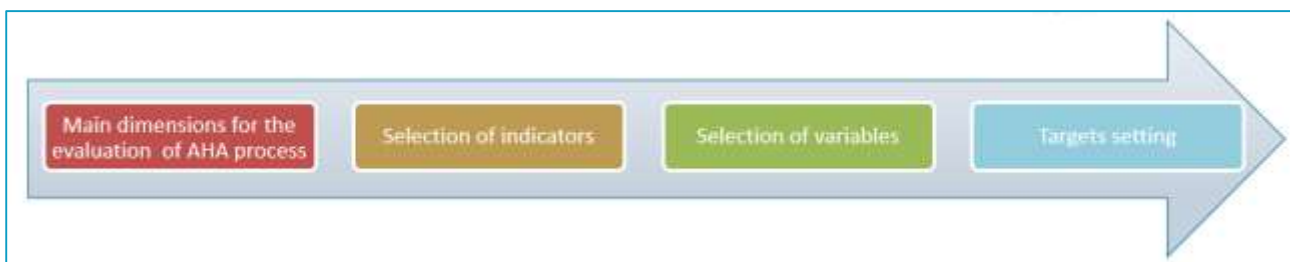 Main dimensions for the
evaluation of AHA process
Selection of indicators
Selection of variables
Targets setting